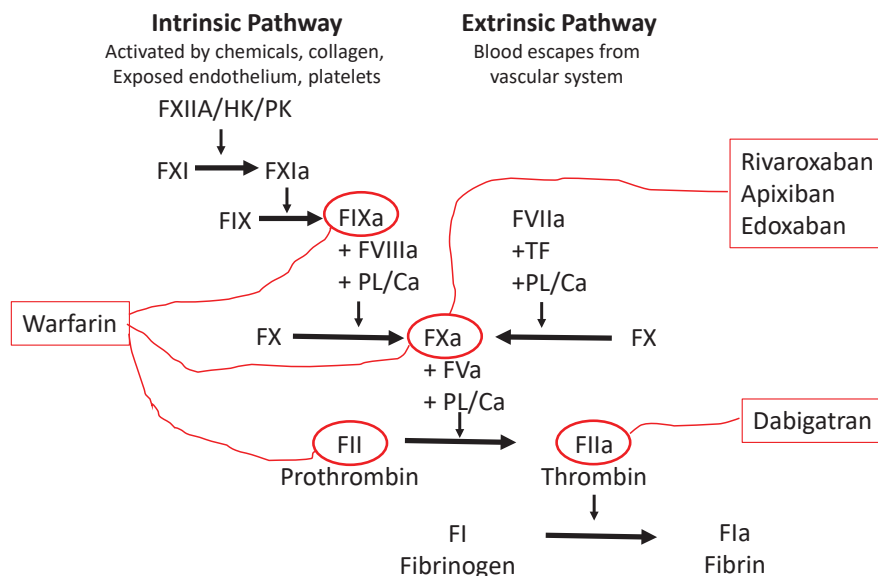 Intrinsic Pathway
Activated by chemicals, collagen,
Exposed endothelium, platelets
Extrinsic Pathway
Blood escapes from
vascular system
FXIIA/HK/PK
FXI
FXIa
FIX
FIXa
+ FVIIIa
+ PL/Ca
FVIIa
+TF
+PL/Ca
Rivaroxaban
Apixiban
Edoxaban
Warfarin
FX
FXa
FX
+ FVa
+ PL/Ca
Dabigatran
FII
Prothrombin
FIIa
Thrombin
FI
Fibrinogen
FIa
Fibrin